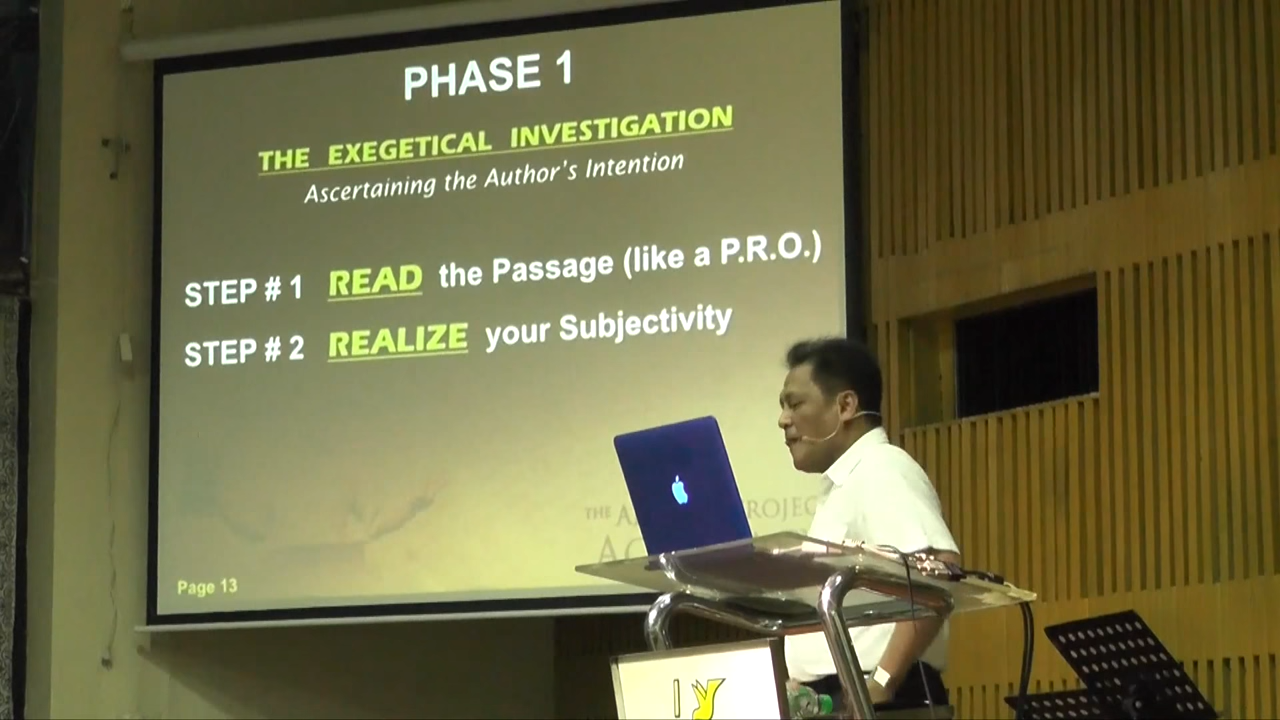 PHASE 1
THE EXEGETICAL INVESTIGATION
Ascertaining the Author's Intention
STEP # 1 READ the Passage (like a P.R.O.)
STEP # 2 REALIZE your Subjectivity
THE
Page 13